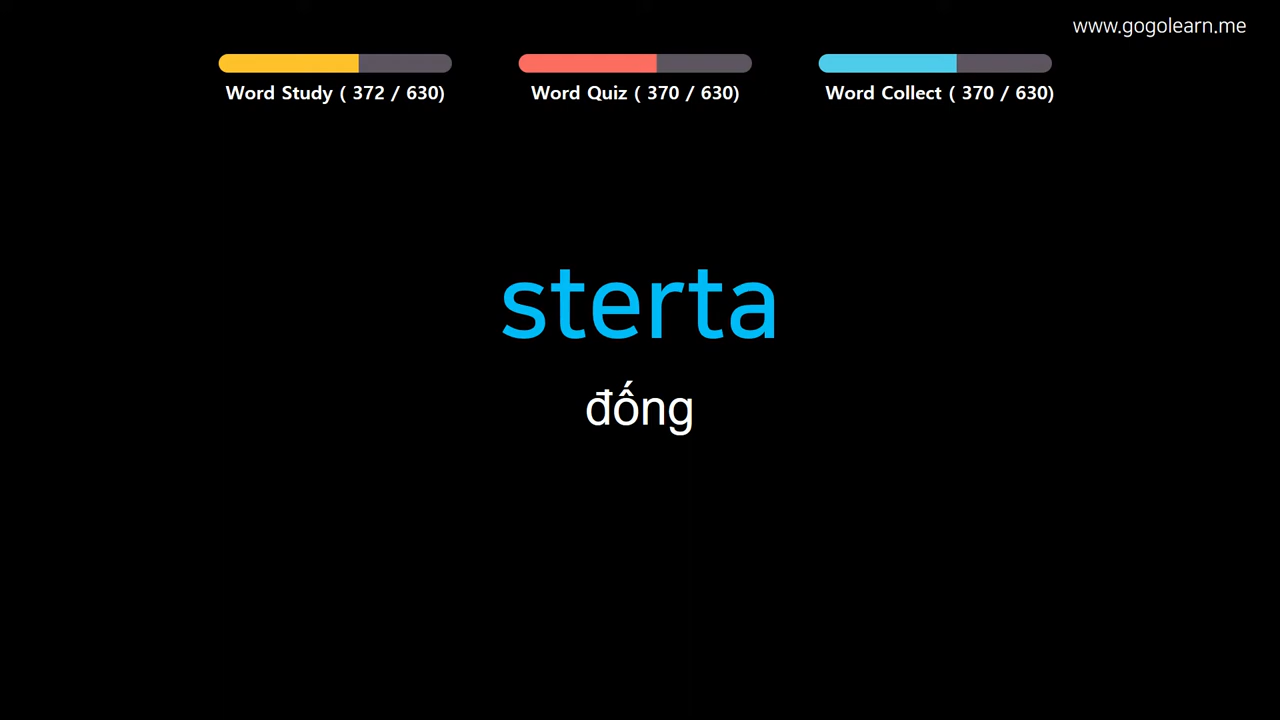 www.gogolearn.me
Word Study ( 372 / 630)
Word Quiz ( 370 / 630)
Word Collect ( 370 / 630)
sterta
đống